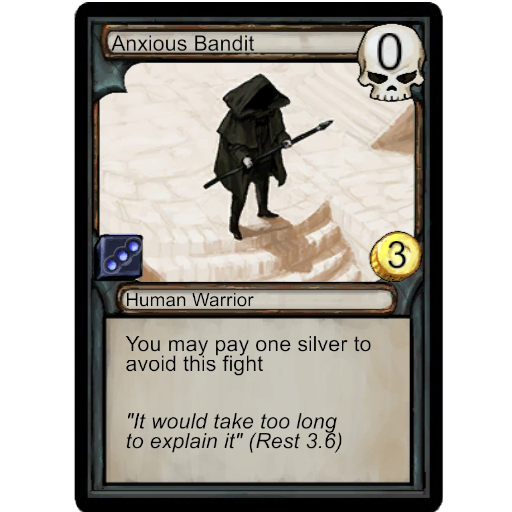 Anxious Bandit
0
3
Human Warrior
You may pay one silver to
avoid this fight
"It would take too long
to explain it" (Rest 3.6)